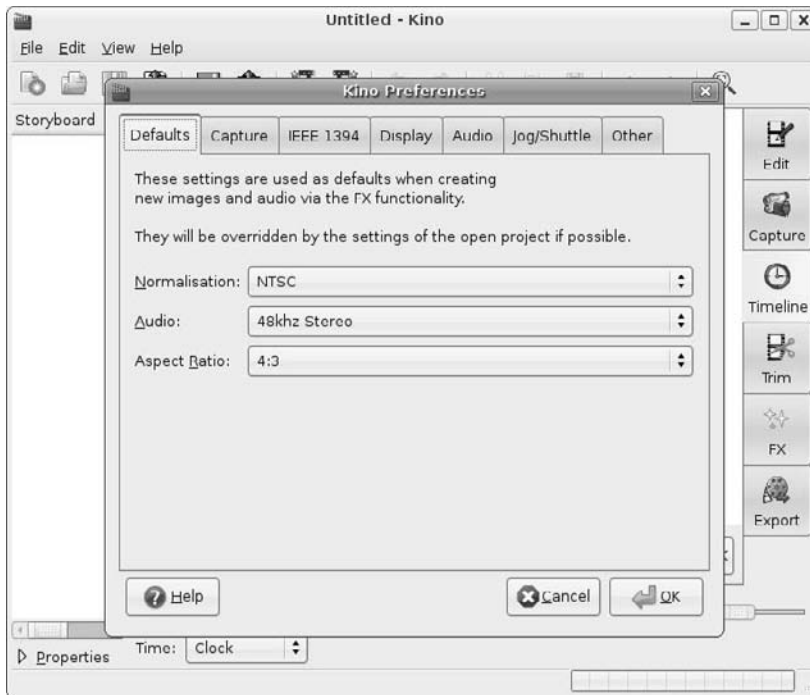 Untitled - Kino
File Edit View Help
Storyboard
Kino Preferences
Defaults Capture IEEE 1394 Display Audio Jog/Shuttle Other
These settings are used as defaults when creating
new images and audio via the FX functionality.
They will be overridden by the settings of the open project if possible.
Normalisation: NTSC
Audio: 48khz Stereo
Aspect Ratio: 4:3
Help Cancel OK
Edit
Capture
Timeline
Trim
FX
Export
Time: Clock
Properties